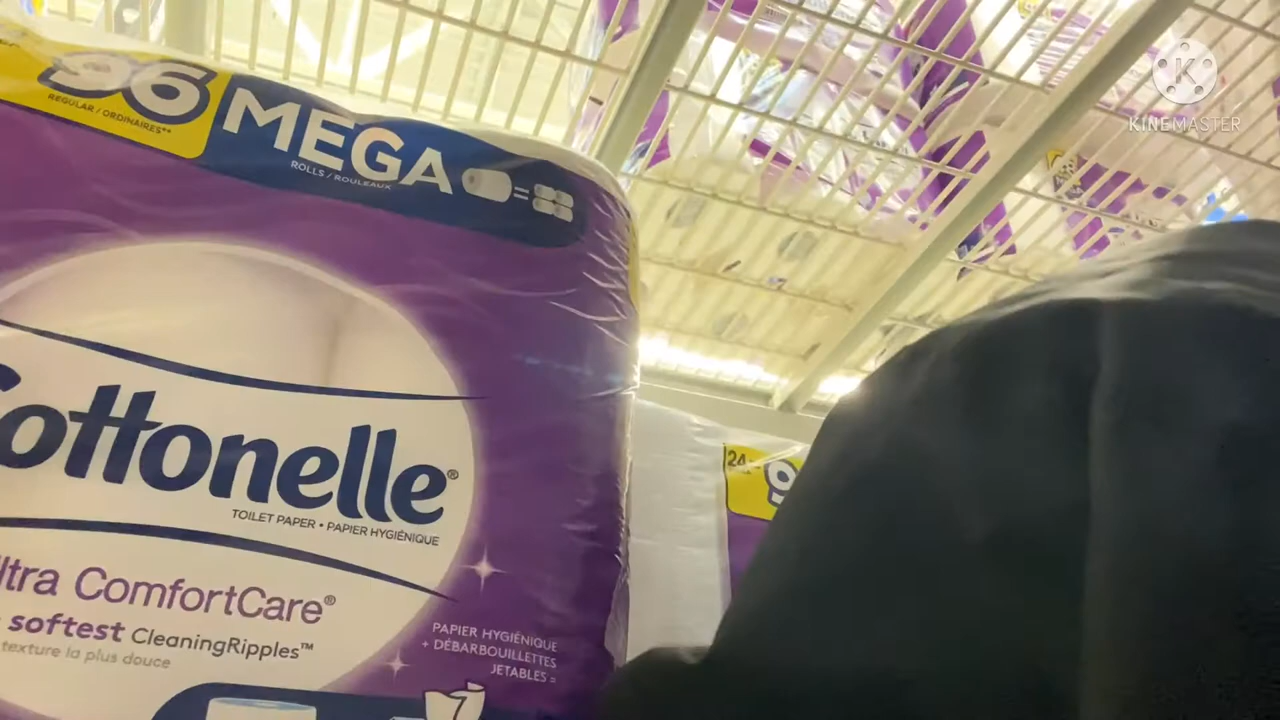 96
REGULAR / ORDINAIRES**
MEGA
ROLLS / ROULEAUX
=
Cottonelle®
TOILET PAPER • PAPIER HYGIÉNIQUE
ltra ComfortCare®
softest CleaningRipples™
texture la plus douce
PAPIER HYGIÉNIQUE
+ DÉBARBOUILLETTES
JETABLES =
24
9
K
KINEMASTER